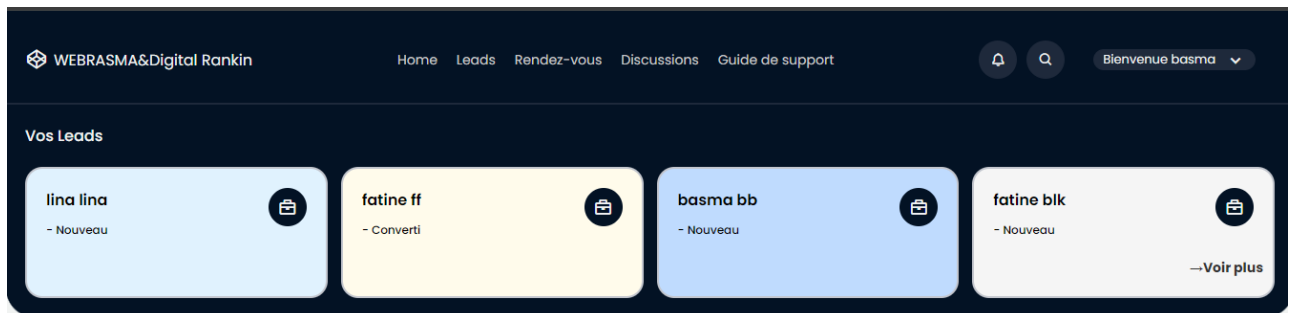 WEBRASMA&Digital Rankin
Home Leads Rendez-vous Discussions Guide de support
Bienvenue basma
Vos Leads
lina lina
- Nouveau
fatine ff
- Converti
basma bb
- Nouveau
fatine blk
- Nouveau
→Voir plus